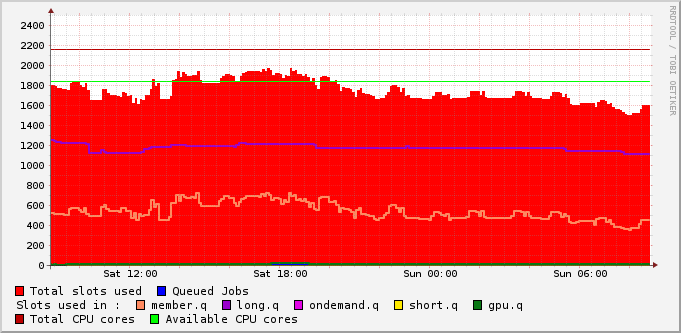 2400
2200
2000
1800
1600
1400
1200
1000
800
600
400
200
0
Sat 12:00 Sat 18:00 Sun 00:00 Sun 06:00
Total slots used Queued Jobs
Slots used in : member.q long.q ondemand.q short.q gpu.q
Total CPU cores Available CPU cores
RRDTOOL / TOBI OETIKER